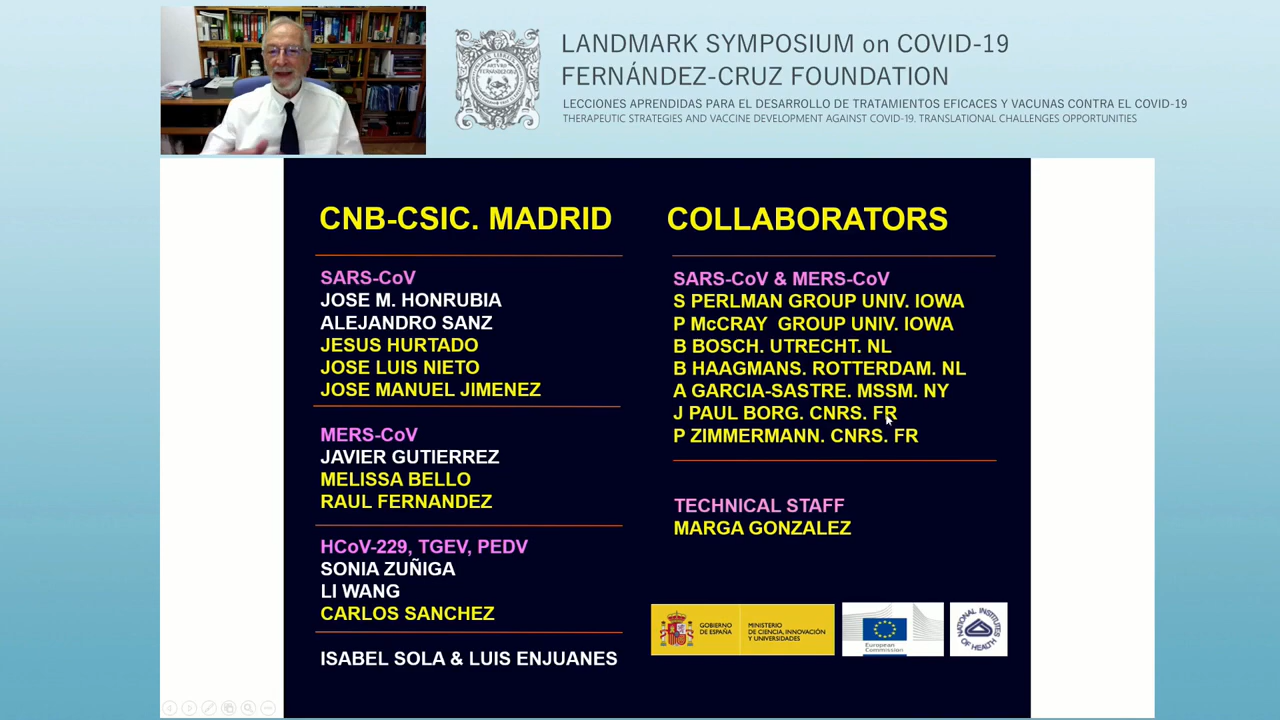 LANDMARK SYMPOSIUM on COVID-19
FERNÁNDEZ-CRUZ FOUNDATION
LECCIONES APRENDIDAS PARA EL DESARROLLO DE TRATAMIENTOS EFICACES Y VACUNAS CONTRA EL COVID-19
THERAPEUTIC STRATEGIES AND VACCINE DEVELOPMENT AGAINST COVID-19. TRANSLATIONAL CHALLENGES OPPORTUNITIES
CNB-CSIC. MADRID
SARS-CoV
JOSE M. HONRUBIA
ALEJANDRO SANZ
JESUS HURTADO
JOSE LUIS NIETO
JOSE MANUEL JIMENEZ
MERS-CoV
JAVIER GUTIERREZ
MELISSA BELLO
RAUL FERNANDEZ
HCoV-229, TGEV, PEDV
SONIA ZUÑIGA
LI WANG
CARLOS SANCHEZ
ISABEL SOLA & LUIS ENJUANES
COLLABORATORS
SARS-CoV & MERS-CoV
S PERLMAN GROUP UNIV. IOWA
P McCRAY GROUP UNIV. IOWA
B BOSCH. UTRECHT. NL
B HAAGMANS. ROTTERDAM. NL
A GARCIA-SASTRE. MSSM. NY
J PAUL BORG. CNRS. FR
P ZIMMERMANN. CNRS. FR
TECHNICAL STAFF
MARGA GONZALEZ
GOBIERNO
DE ESPAÑA
MINISTERIO
DE CIENCIA, INNOVACIÓN
Y UNIVERSIDADES
European
Commission
NATIONAL INSTITUTES
OF HEALTH